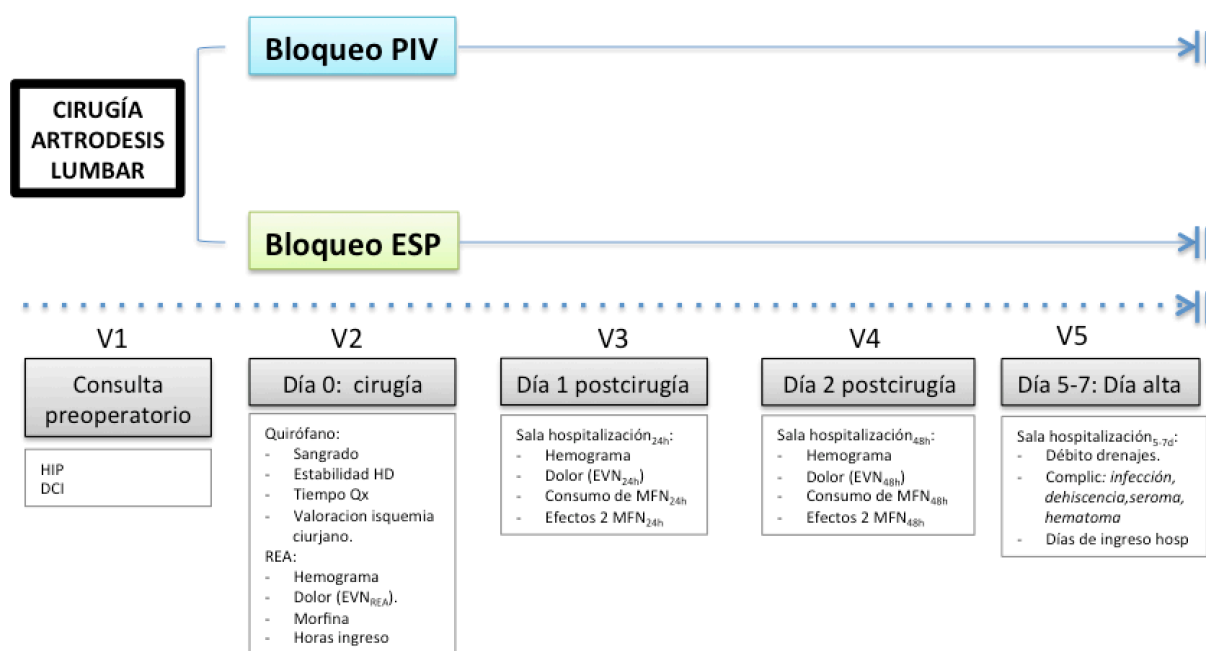 Bloqueo PIV
CIRUGÍA
ARTRODESIS
LUMBAR
Bloqueo ESP
V1
Consulta
preoperatorio
HIP
DCI
V2
Día 0: cirugía
Quirófano:
- Sangrado
- Estabilidad HD
- Tiempo Qx
- Valoracion isquemia
ciurjano.
REA:
- Hemograma
- Dolor (EVNREA).
- Morfina
- Horas ingreso
V3
Día 1 postcirugía
Sala hospitalización24h:
- Hemograma
- Dolor (EVN24h)
- Consumo de MFN24h
- Efectos 2 MFN24h
V4
Día 2 postcirugía
Sala hospitalización48h:
- Hemograma
- Dolor (EVN48h)
- Consumo de MFN48h
- Efectos 2 MFN48h
V5
Día 5-7: Día alta
Sala hospitalización5-7d:
- Débito drenajes.
- Complic: infección,
dehiscencia,seroma,
hematoma
- Días de ingreso hosp